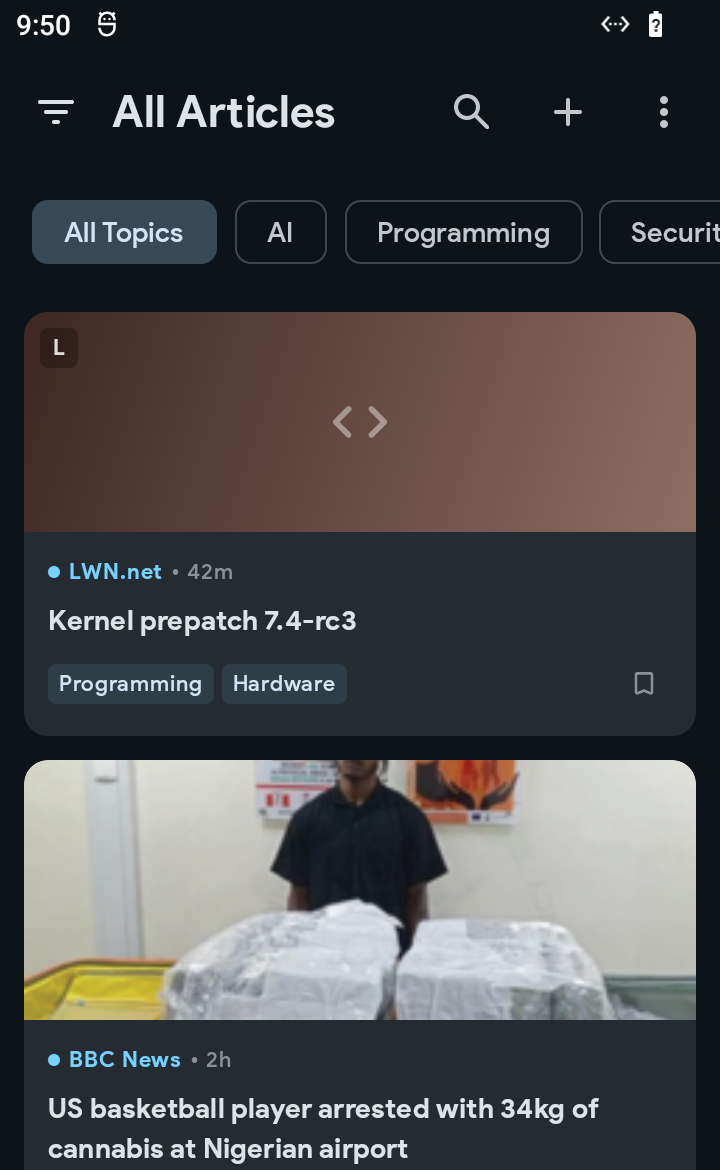 9:50
All Articles
All Topics
AI
Programming
Securit
L
LWN.net • 42m
Kernel prepatch 7.4-rc3
Programming
Hardware
BBC News • 2h
US basketball player arrested with 34kg of
cannabis at Nigerian airport